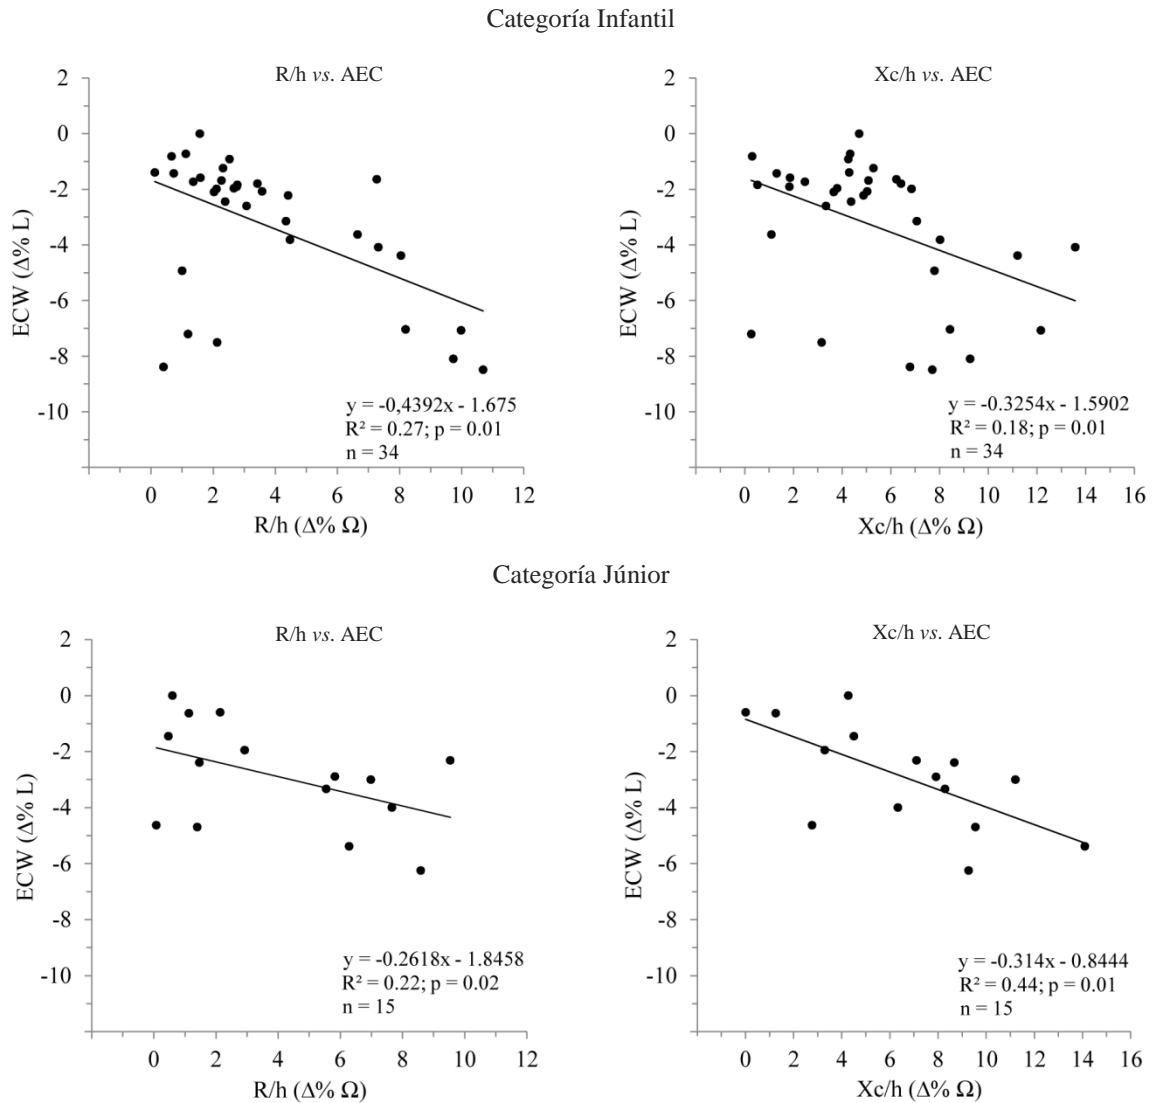 Categoría Infantil
R/h vs. AEC
2
0
-2
-4
-6
-8
-10
ECW (Δ% L)
y = -0,4392x - 1.675
R² = 0.27; p = 0.01
n = 34
0 2 4 6 8 10 12
R/h (Δ% Ω)
Xc/h vs. AEC
2
0
-2
-4
-6
-8
-10
ECW (Δ% L)
y = -0.3254x - 1.5902
R² = 0.18; p = 0.01
n = 34
0 2 4 6 8 10 12 14 16
Xc/h (Δ% Ω)
Categoría Júnior
R/h vs. AEC
2
0
-2
-4
-6
-8
-10
ECW (Δ% L)
y = -0.2618x - 1.8458
R² = 0.22; p = 0.02
n = 15
0 2 4 6 8 10 12
R/h (Δ% Ω)
Xc/h vs. AEC
2
0
-2
-4
-6
-8
-10
ECW (Δ% L)
y = -0.314x - 0.8444
R² = 0.44; p = 0.01
n = 15
0 2 4 6 8 10 12 14 16
Xc/h (Δ% Ω)